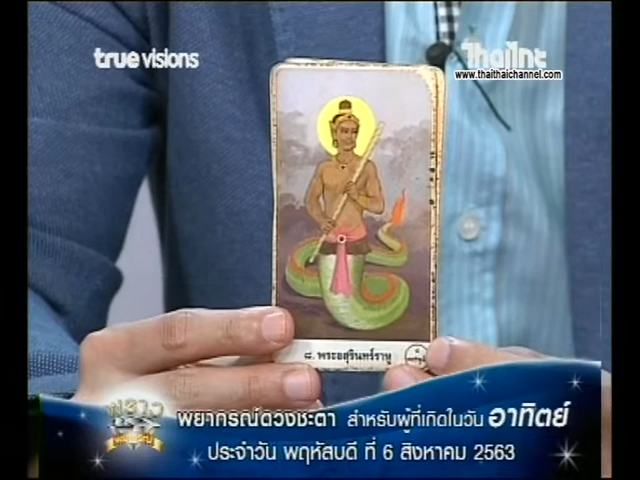 truevisions
ThaiThai
www.thaithaichannel.com
๘. พระอสุรินทร์ราหู
พยากรณ์ดวงชะตา สำหรับผู้ที่เกิดในวัน อาทิตย์
ประจำวัน พฤหัสบดี ที่ 6 สิงหาคม 2563